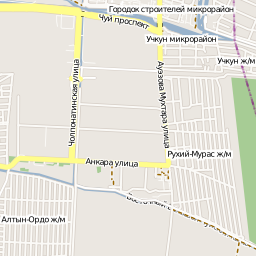 Городок строителей микрорайон
Чуй проспект
Учкун микрорайон
Учкун ж/м
Чолпонатинская улица
Ауэзова Мухтара улица
Рухий-Мурас ж/м
Анкара улица
Алтын-Ордо ж/м